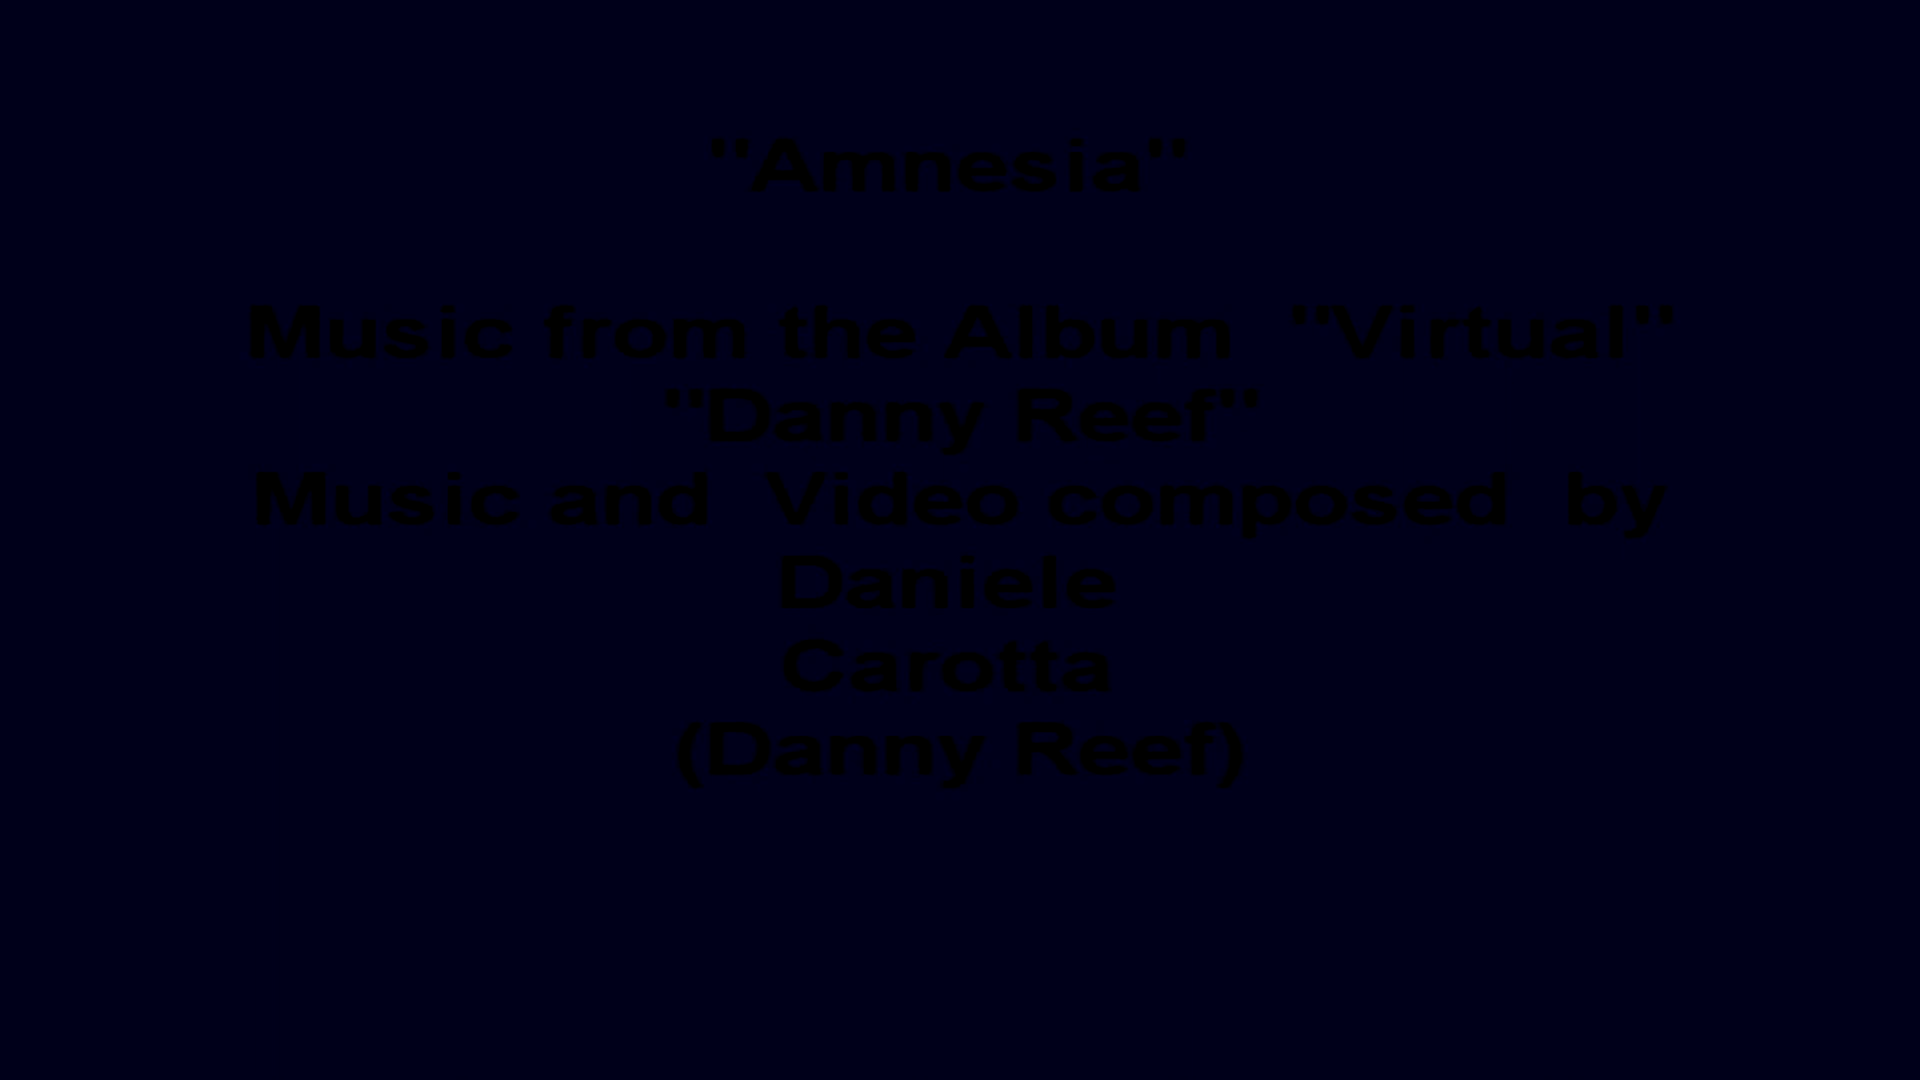 "Amnesia"
Music from the Album  "Virtual"
"Danny Reef"
Music and  Video composed  by
Daniele
Carotta
(Danny Reef)